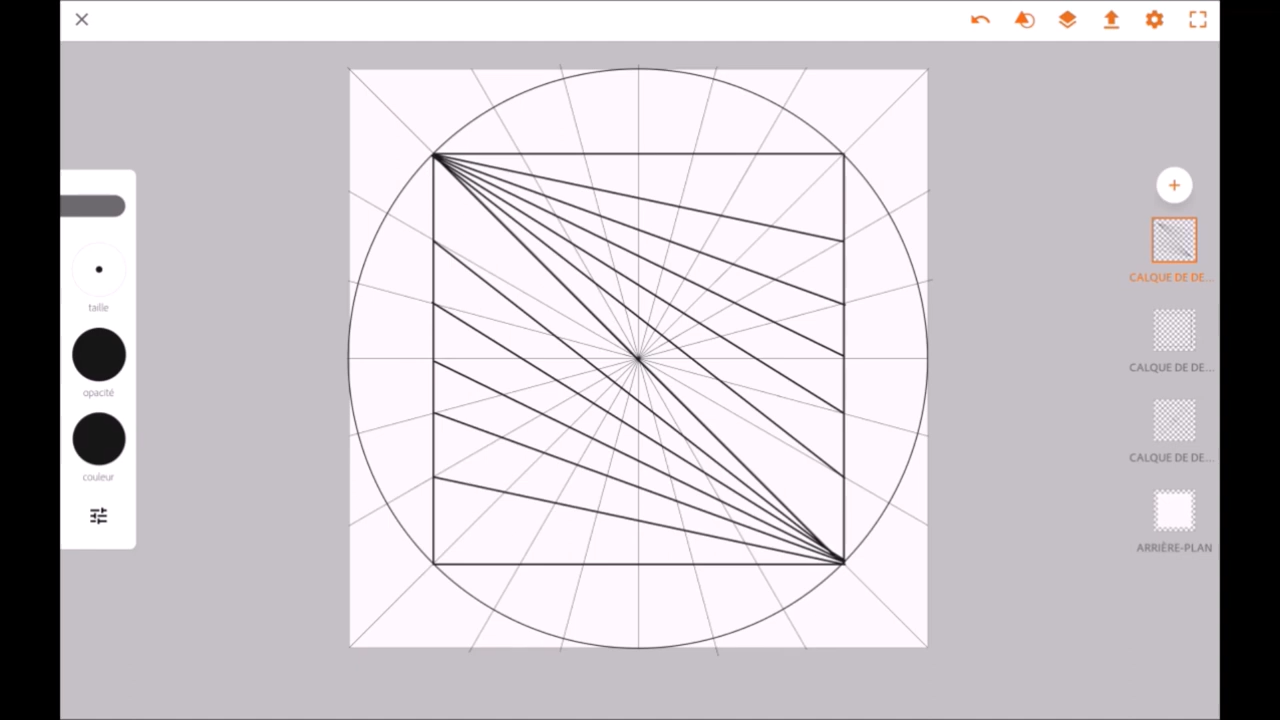 taille
opacité
couleur
CALQUE DE DE...
CALQUE DE DE...
CALQUE DE DE...
ARRIÈRE-PLAN